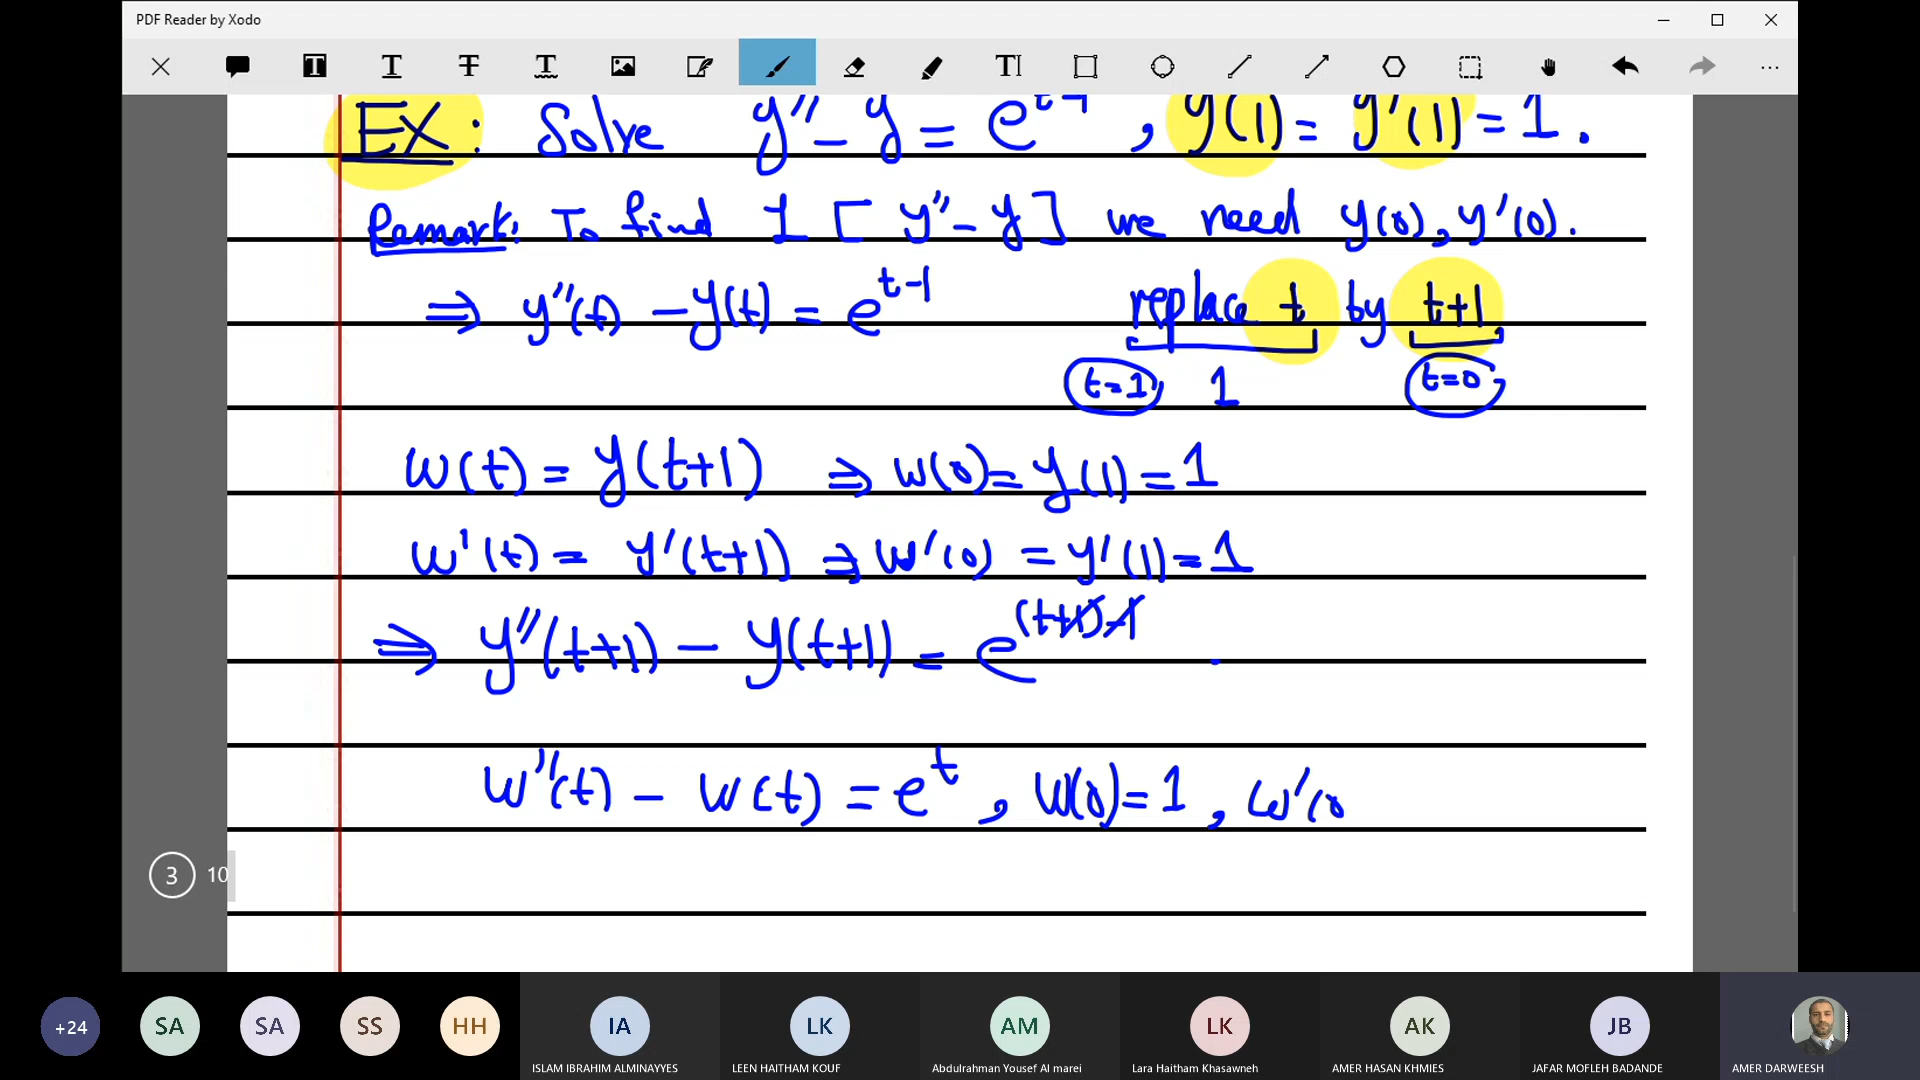 PDF Reader by Xodo
EX: Solve y'' - y = e^{t-1}, y(1) = y'(1) = 1.
Remark: To find L[y'' - y] we need y(0), y'(0).
⇒ y''(t) - y(t) = e^{t-1} replace t by t+1
t=1, 1 t=0,
w(t) = y(t+1) ⇒ w(0) = y(1) = 1
w'(t) = y'(t+1) ⇒ w'(0) = y'(1) = 1
⇒ y''(t+1) - y(t+1) = e^{(t+1)-1}
w''(t) - w(t) = e^t, w(0) = 1, w'(0
3 10
+24 SA SA SS HH IA LK AM LK AK JB
ISLAM IBRAHIM ALMINAYYES LEEN HAITHAM KOUF Abdulrahman Yousef Al marei Lara Haitham Khasawneh AMER HASAN KHMIES JAFAR MOFLEH BADANDE AMER DARWEESH